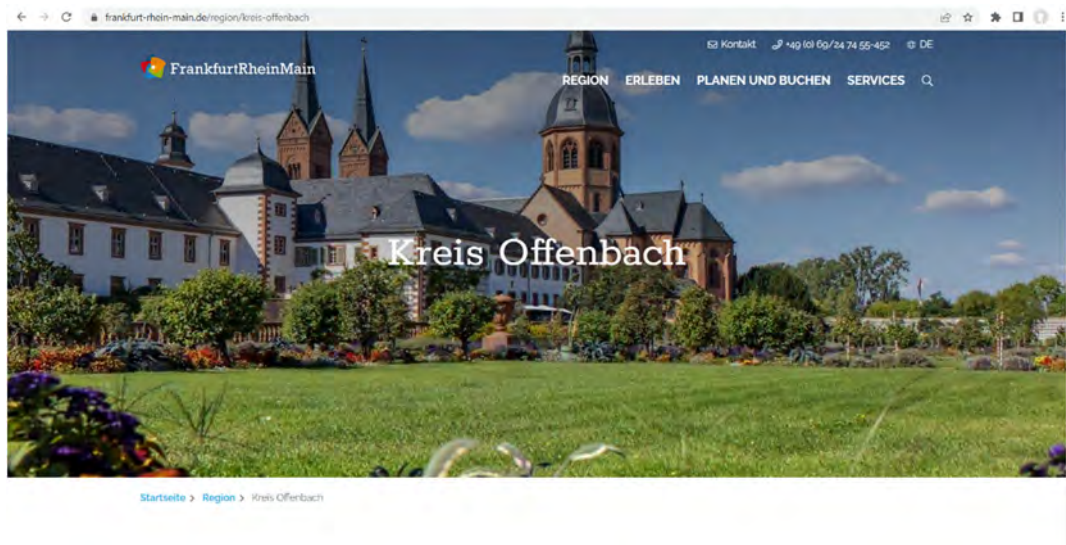 frankfurt-rhein-main.de/region/kreis-offenbach
Kontakt +49 (0) 69/24 74 55-452 DE
FrankfurtRheinMain
REGION ERLEBEN PLANEN UND BUCHEN SERVICES
Kreis Offenbach
Startseite > Region > Kreis Offenbach